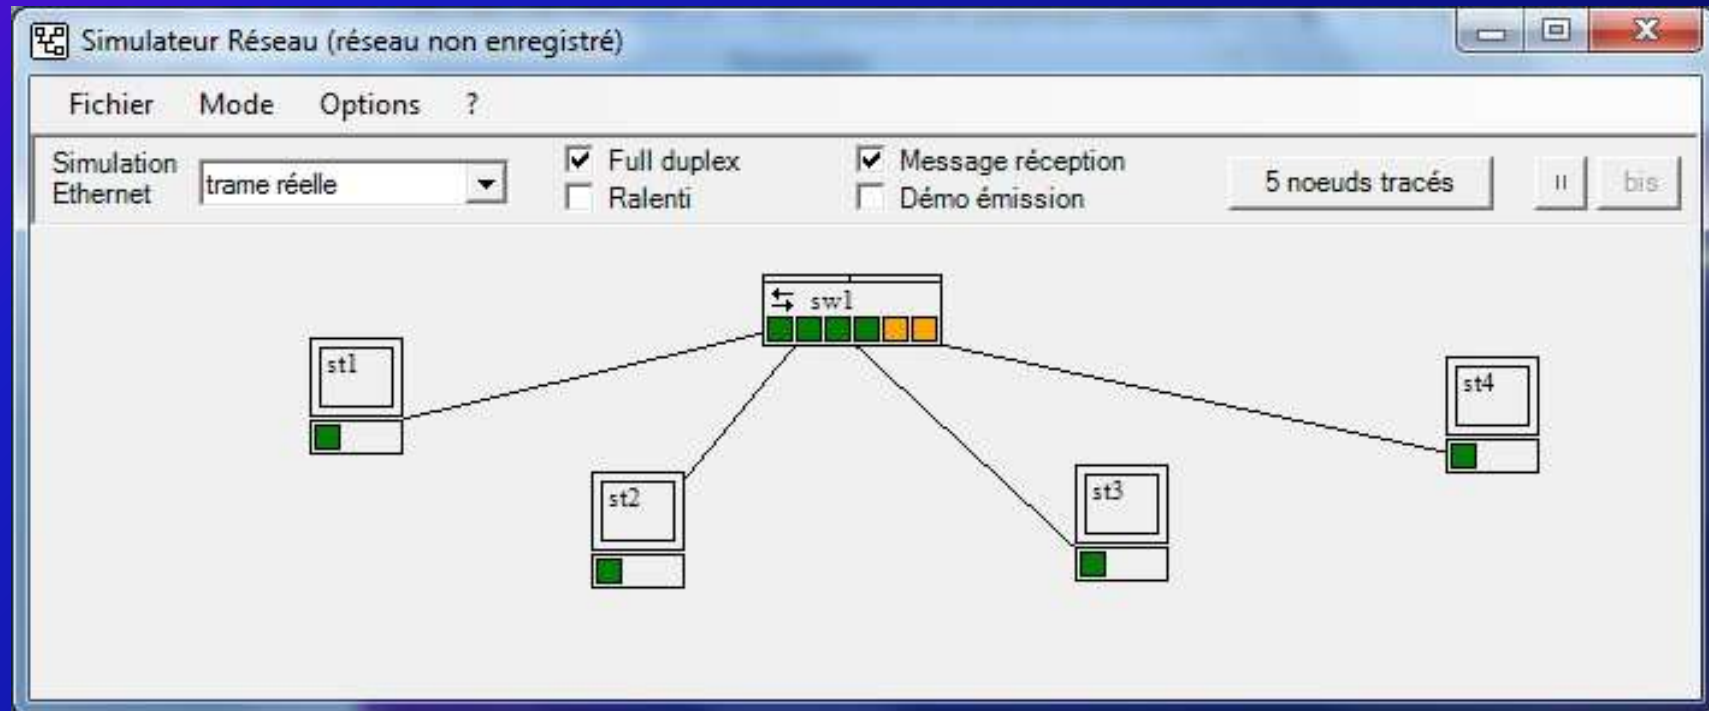 Simulateur Réseau (réseau non enregistré)
Fichier Mode Options ?
Simulation Ethernet
trame réelle
Full duplex
Ralenti
Message réception
Démo émission
5 noeuds tracés
bis
sw1
st1
st4
st2
st3